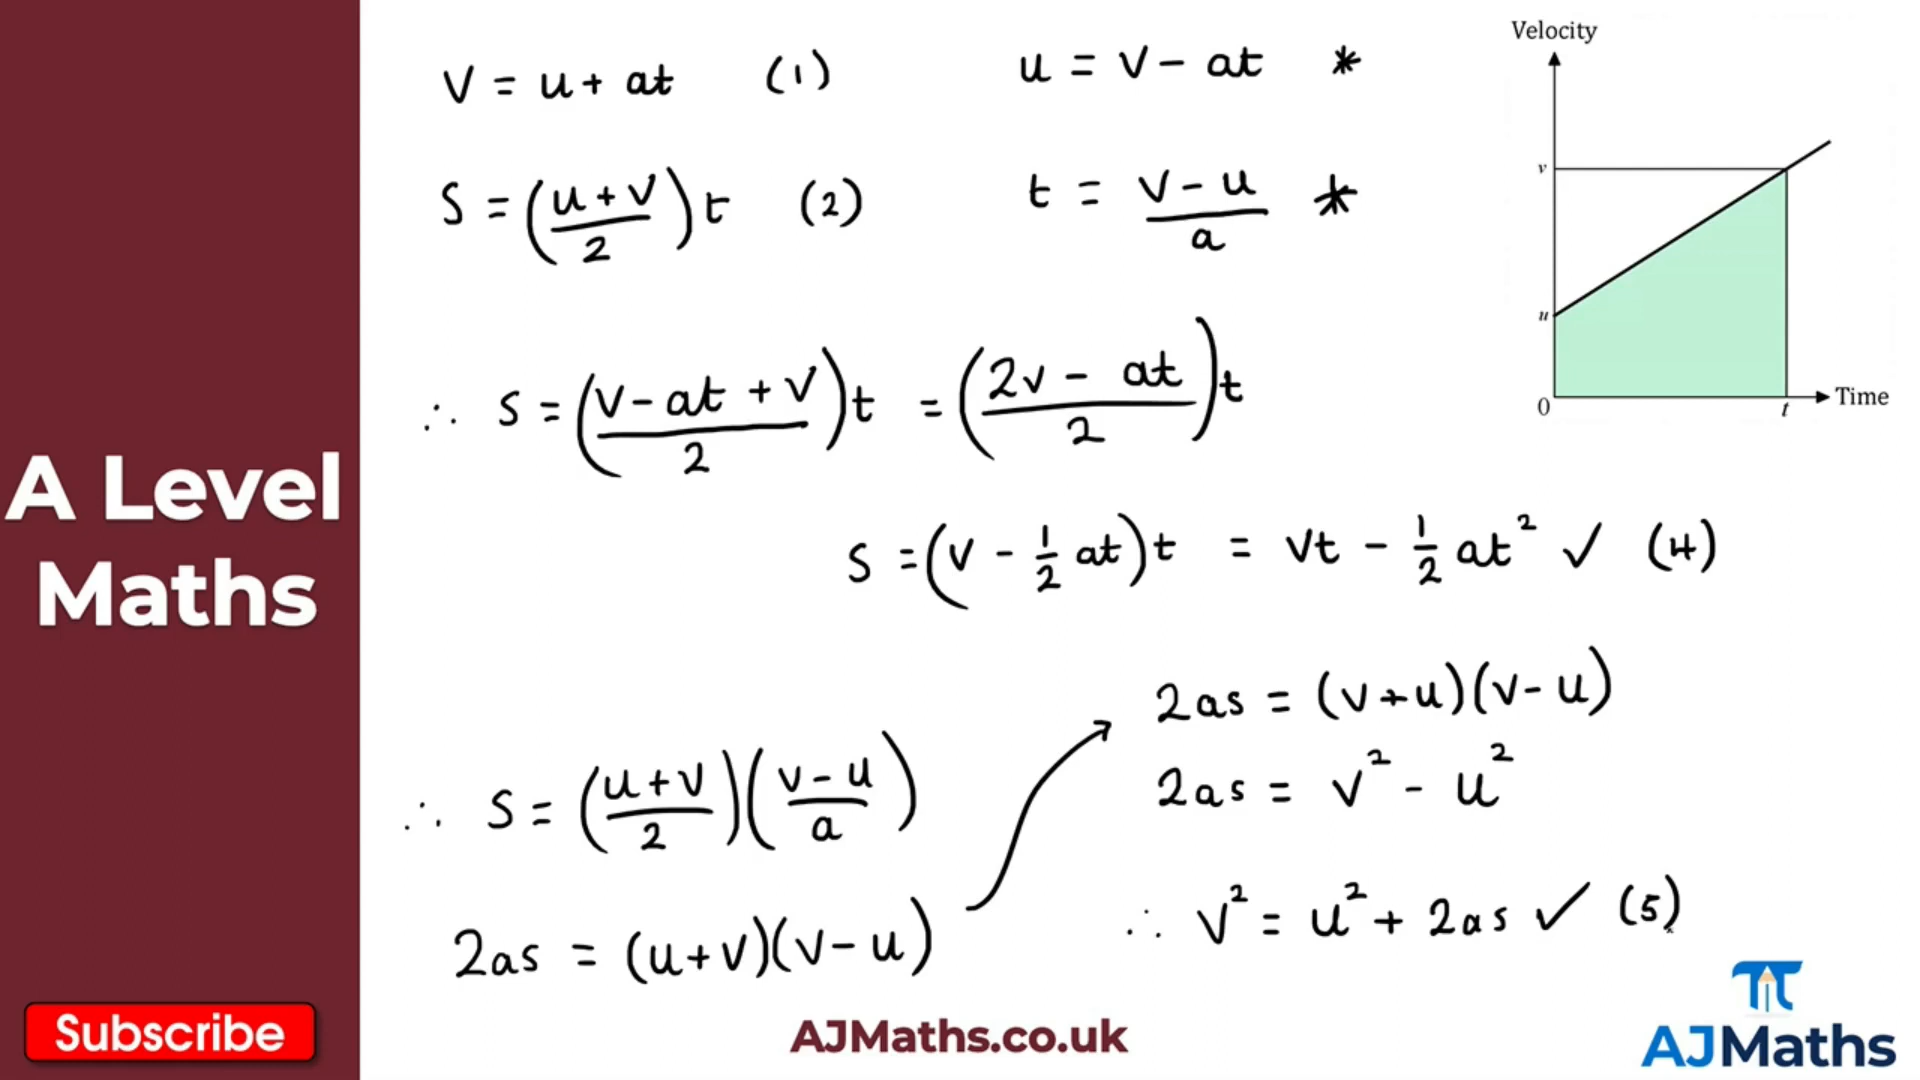 A Level
Maths
Subscribe
V = u + at (1)
u = v - at *
S = (u + v / 2) t (2)
t = v - u / a *
∴ S = (v - at + v / 2) t = (2v - at / 2) t
S = (v - 1/2 at) t = vt - 1/2 at² ✓ (4)
∴ S = (u + v / 2)(v - u / a)
2as = (u + v)(v - u)
2as = (v + u)(v - u)
2as = v² - u²
∴ v² = u² + 2as ✓ (5)
Velocity
v
u
0
t
Time
AJMaths.co.uk
AJMaths